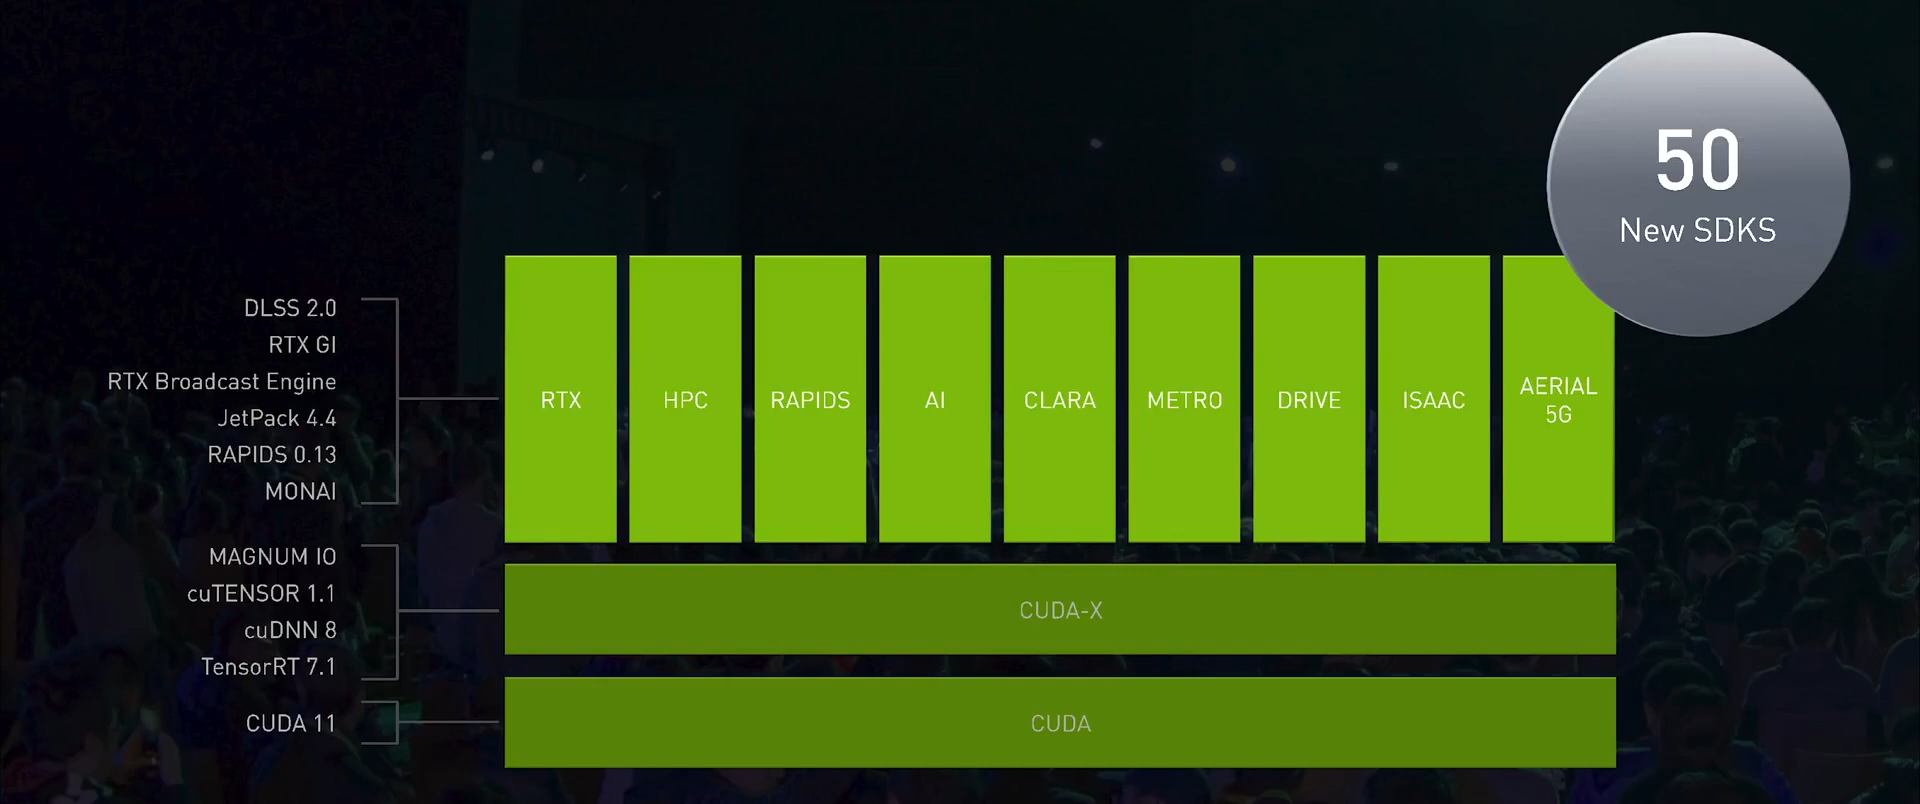 50
New SDKS
DLSS 2.0
RTX GI
RTX Broadcast Engine
JetPack 4.4
RAPIDS 0.13
MONAI
RTX
HPC
RAPIDS
AI
CLARA
METRO
DRIVE
ISAAC
AERIAL
5G
MAGNUM IO
cuTENSOR 1.1
cuDNN 8
TensorRT 7.1
CUDA-X
CUDA 11
CUDA